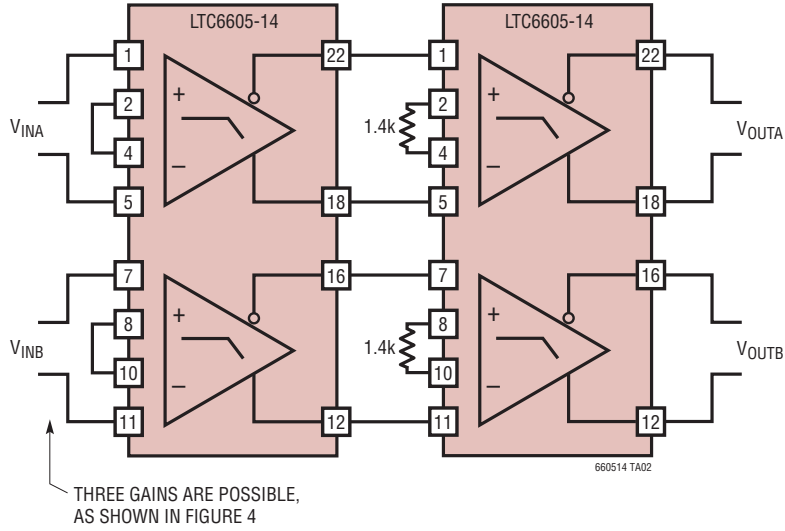 LTC6605-14 LTC6605-14
1 22 1 22
2 + 2 +
1.4k
VINA 4 4 VOUTA
– –
5 18 5 18
7 16 7 16
8 + 8 +
VINB 1.4k VOUTB
10 – 10 –
11 12 11 12
660514 TA02
THREE GAINS ARE POSSIBLE,
AS SHOWN IN FIGURE 4